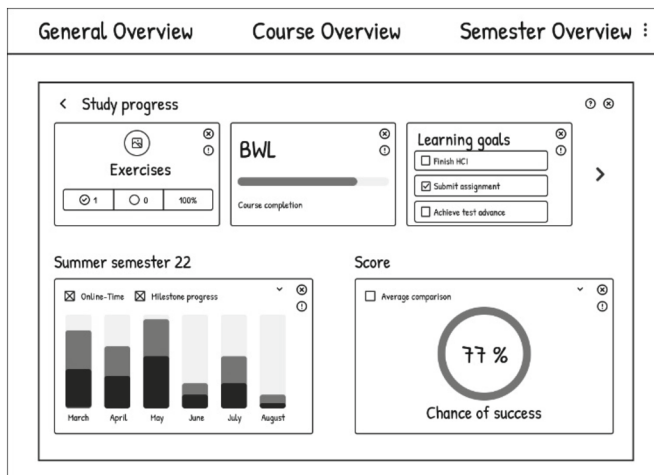 General Overview
Course Overview
Semester Overview
Study progress
Exercises
1
0
100%
BWL
Course completion
Learning goals
Finish HCI
Submit assignment
Achieve test advance
Summer semester 22
Online-Time
Milestone progress
March
April
May
June
July
August
Score
Average comparison
77 %
Chance of success